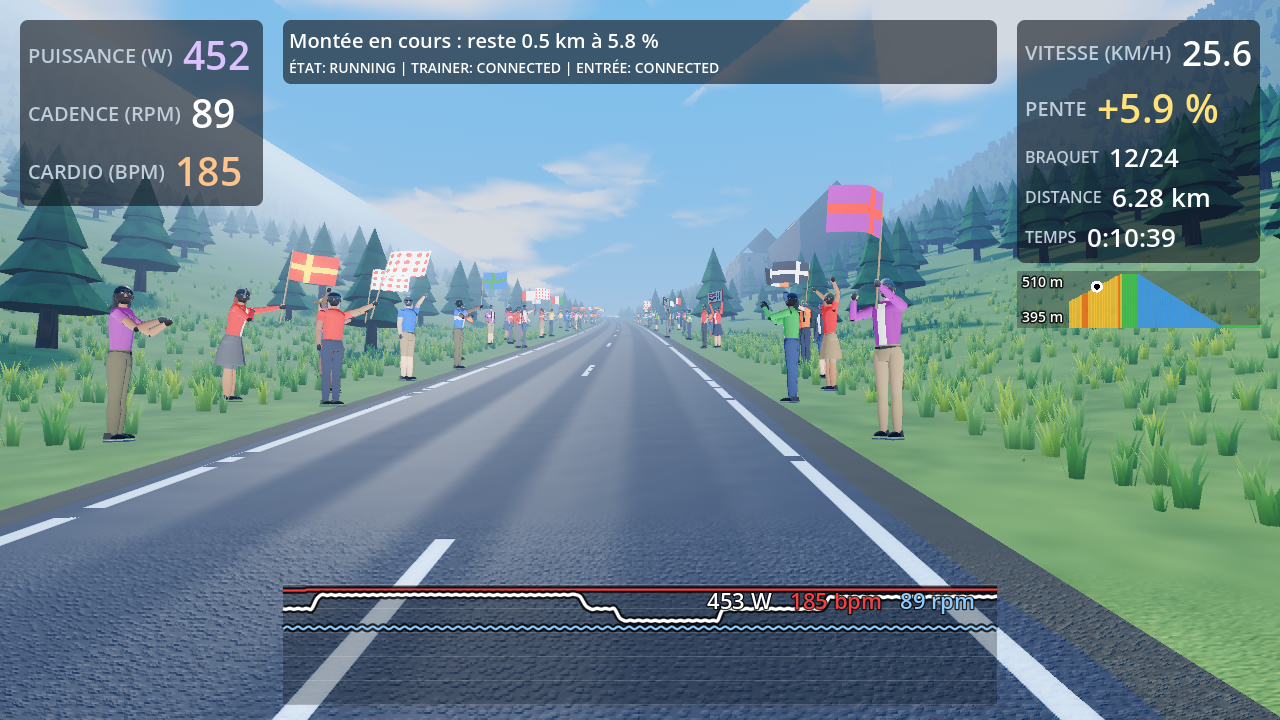 PUISSANCE (W) 452
CADENCE (RPM) 89
CARDIO (BPM) 185
Montée en cours : reste 0.5 km à 5.8 %
ÉTAT: RUNNING | TRAINER: CONNECTED | ENTRÉE: CONNECTED
VITESSE (KM/H) 25.6
PENTE +5.9 %
BRAQUET 12/24
DISTANCE 6.28 km
TEMPS 0:10:39
510 m
395 m
453 W 185 bpm 89 rpm